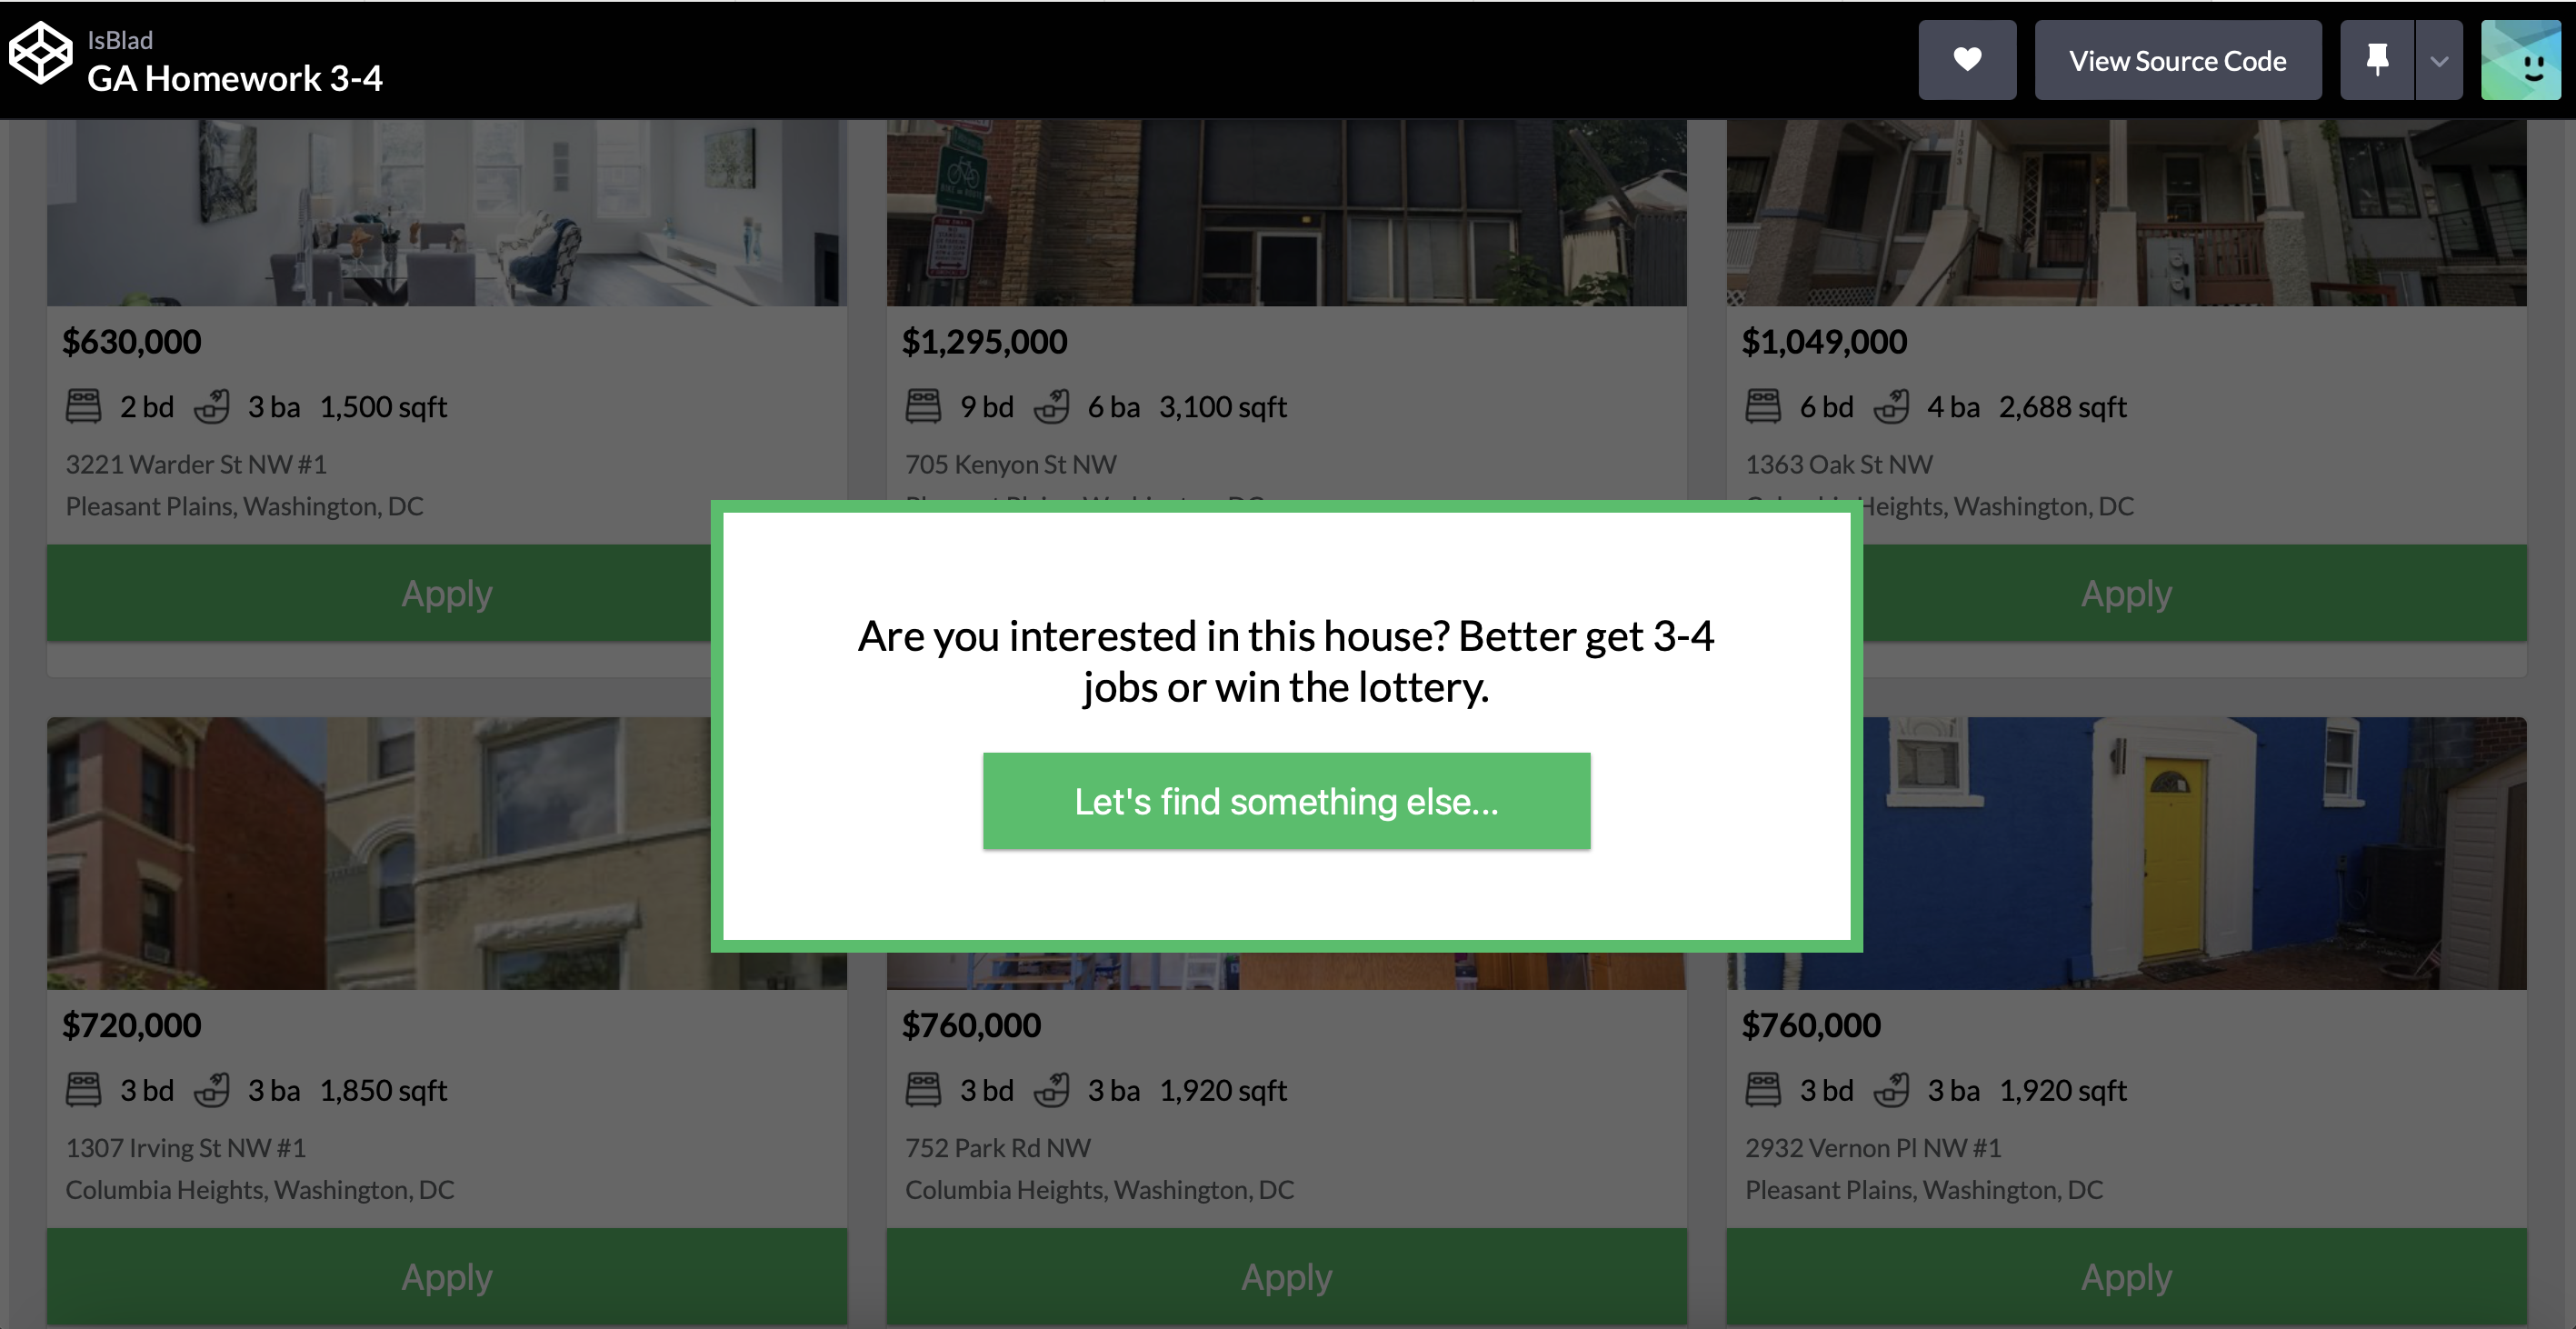 IsBlad
GA Homework 3-4
View Source Code
BIKE ROUTE
1363
$630,000
2 bd 3 ba 1,500 sqft
3221 Warder St NW #1
Pleasant Plains, Washington, DC
Apply
$1,295,000
9 bd 6 ba 3,100 sqft
705 Kenyon St NW
$1,049,000
6 bd 4 ba 2,688 sqft
1363 Oak St NW
Heights, Washington, DC
Apply
Are you interested in this house? Better get 3-4
jobs or win the lottery.
Let's find something else...
$720,000
3 bd 3 ba 1,850 sqft
1307 Irving St NW #1
Columbia Heights, Washington, DC
Apply
$760,000
3 bd 3 ba 1,920 sqft
752 Park Rd NW
Columbia Heights, Washington, DC
Apply
$760,000
3 bd 3 ba 1,920 sqft
2932 Vernon Pl NW #1
Pleasant Plains, Washington, DC
Apply